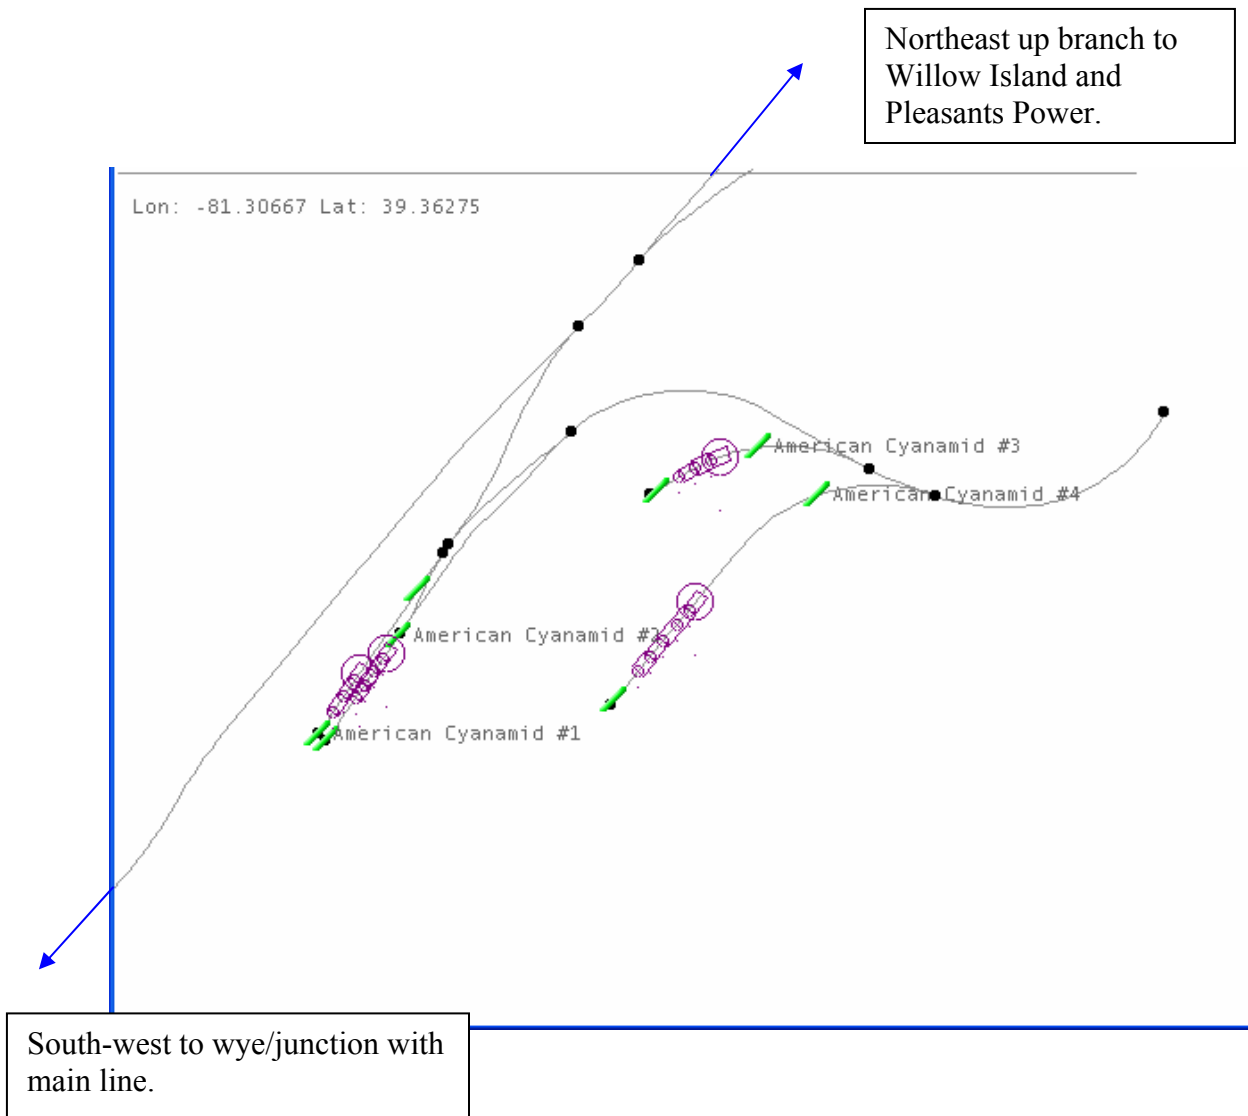 Northeast up branch to
Willow Island and
Pleasants Power.
Lon: -81.30667 Lat: 39.36275
American Cyanamid #3
American Cyanamid #4
American Cyanamid #2
American Cyanamid #1
South-west to wye/junction with
main line.